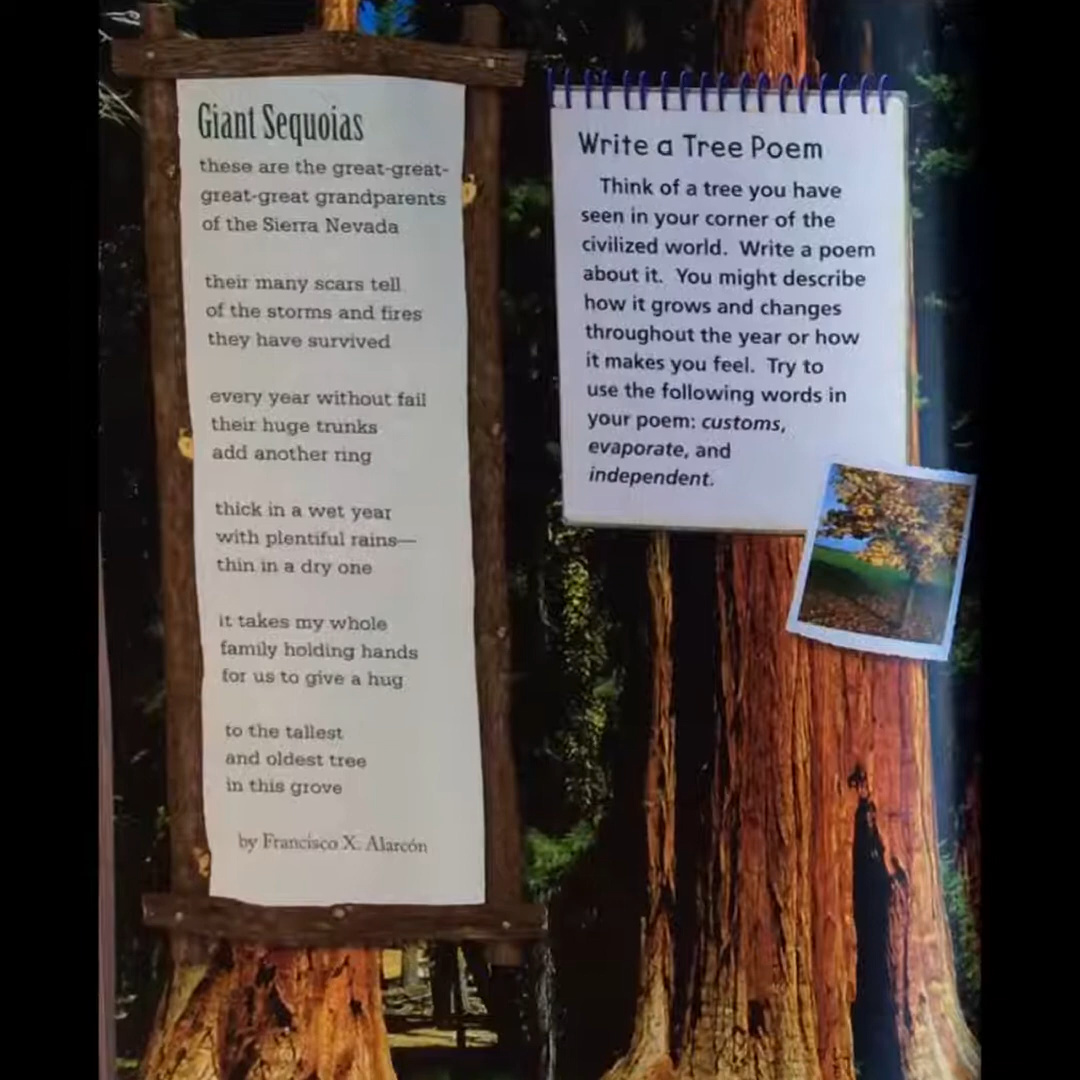 Giant Sequoias
these are the great-great-
great-great grandparents
of the Sierra Nevada
their many scars tell
of the storms and fires
they have survived
every year without fail
their huge trunks
add another ring
thick in a wet year
with plentiful rains—
thin in a dry one
it takes my whole
family holding hands
for us to give a hug
to the tallest
and oldest tree
in this grove
by Francisco X. Alarcón
Write a Tree Poem
Think of a tree you have
seen in your corner of the
civilized world. Write a poem
about it. You might describe
how it grows and changes
throughout the year or how
it makes you feel. Try to
use the following words in
your poem: customs,
evaporate, and
independent.